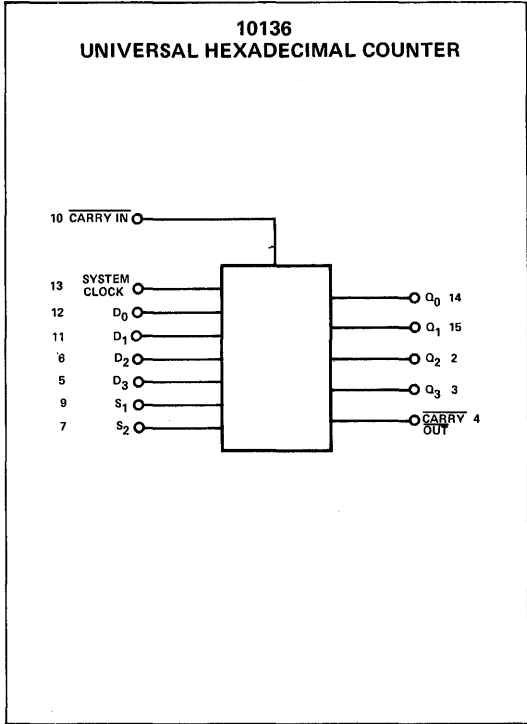 10136
UNIVERSAL HEXADECIMAL COUNTER
10 CARRY IN
13 SYSTEM CLOCK
12 D0
11 D1
6 D2
5 D3
9 S1
7 S2
Q0 14
Q1 15
Q2 2
Q3 3
CARRY OUT 4